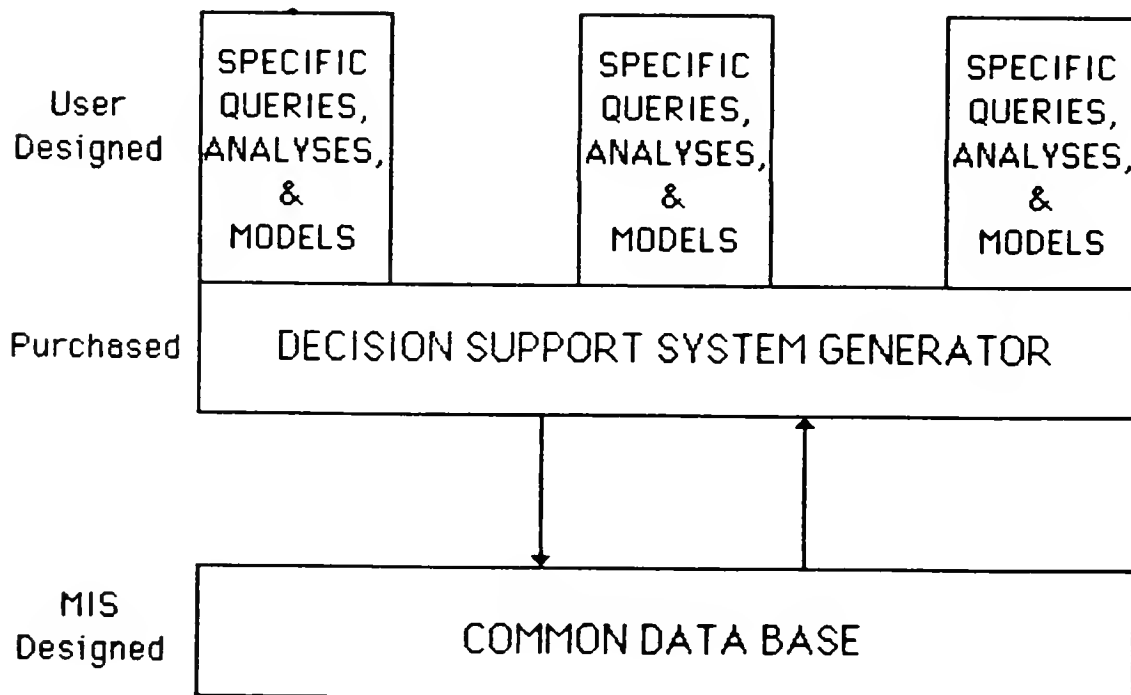 User
Designed
SPECIFIC
QUERIES,
ANALYSES,
&
MODELS
SPECIFIC
QUERIES,
ANALYSES,
&
MODELS
SPECIFIC
QUERIES,
ANALYSES,
&
MODELS
Purchased
DECISION SUPPORT SYSTEM GENERATOR
MIS
Designed
COMMON DATA BASE